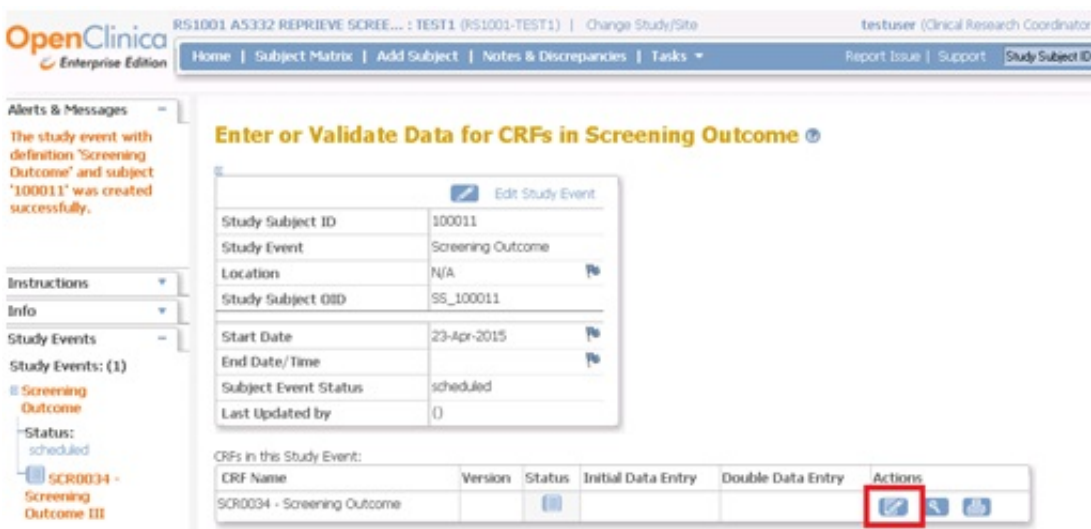 RS1001 A5332 REPRIEVE SCREE... : TEST1 (RS1001-TEST1) | Change Study/Site
testuser (Clinical Research Coordinator
OpenClinica
Enterprise Edition
Home | Subject Matrix | Add Subject | Notes & Discrepancies | Tasks
Report Issue | Support
Study Subject ID
Alerts & Messages
The study event with
definition 'Screening
Outcome' and subject
'100011' was created
successfully.
Instructions
Info
Study Events
Study Events: (1)
Screening
Outcome
Status:
scheduled
SCR0034 -
Screening
Outcome III
Enter or Validate Data for CRFs in Screening Outcome
Edit Study Event
Study Subject ID 100011
Study Event Screening Outcome
Location N/A
Study Subject OID SS_100011
Start Date 23-Apr-2015
End Date/Time
Subject Event Status scheduled
Last Updated by ()
CRFs in this Study Event:
CRF Name Version Status Initial Data Entry Double Data Entry Actions
SCR0034 - Screening Outcome